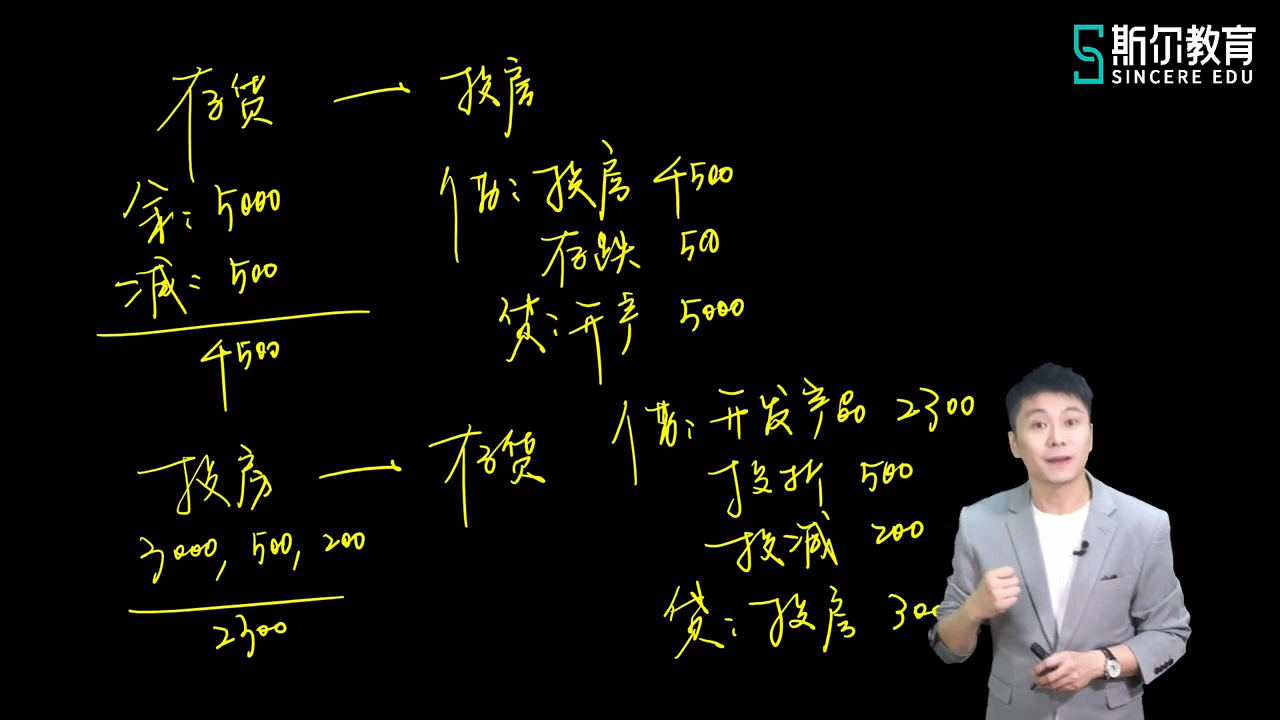 斯尔教育
SINCERE EDU
存货 — 投房
余: 5000
减: 500
4500
借: 投房 4500
存跌 500
贷: 开产 5000
投房 — 存货
3000, 500, 200
2300
借: 开发产品 2300
投折 500
投减 200
贷: 投房 300